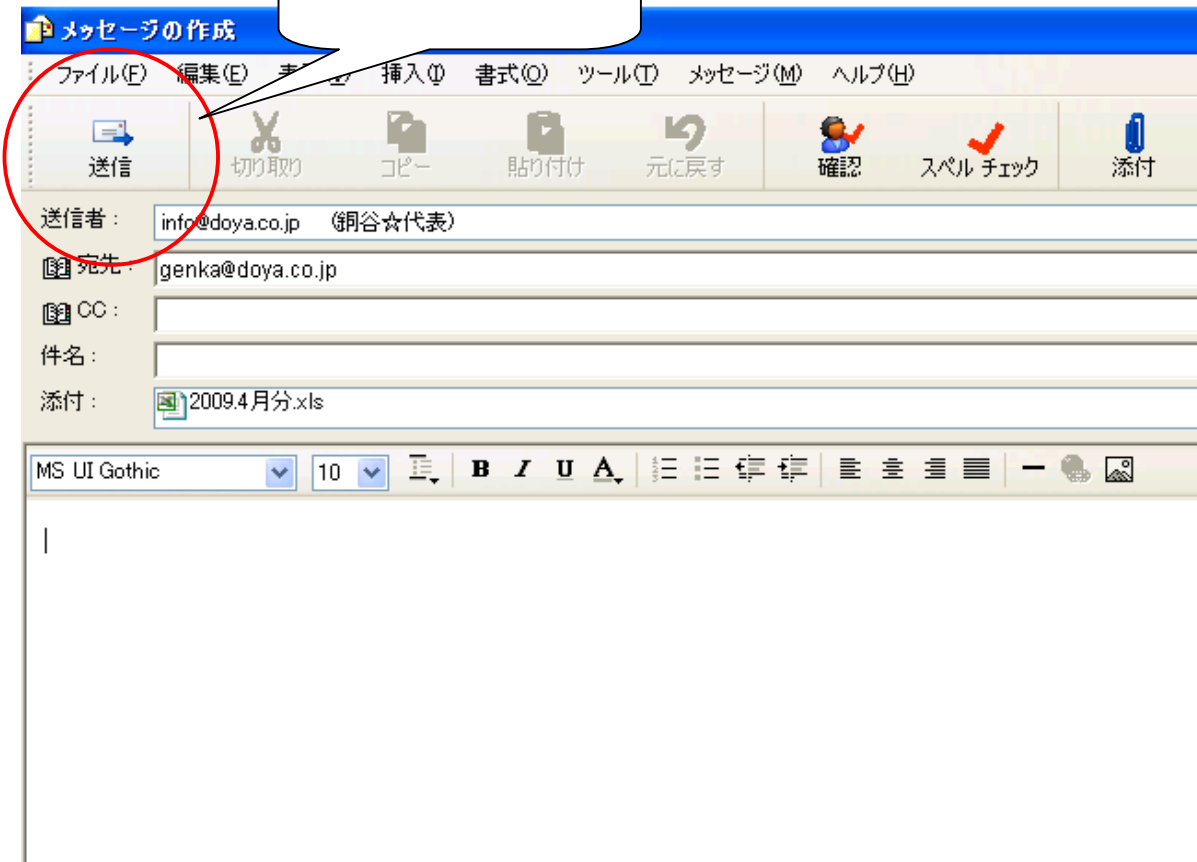 メッセージの作成
ファイル(F) 編集(E) 挿入(I) 書式(O) ツール(T) メッセージ(M) ヘルプ(H)
送信 切り取り コピー 貼り付け 元に戻す 確認 スペル チェック 添付
送信者： info@doya.co.jp (銅谷☆代表)
宛先： genka@doya.co.jp
CC：
件名：
添付： 2009.4月分.xls
MS UI Gothic 10 B I U A